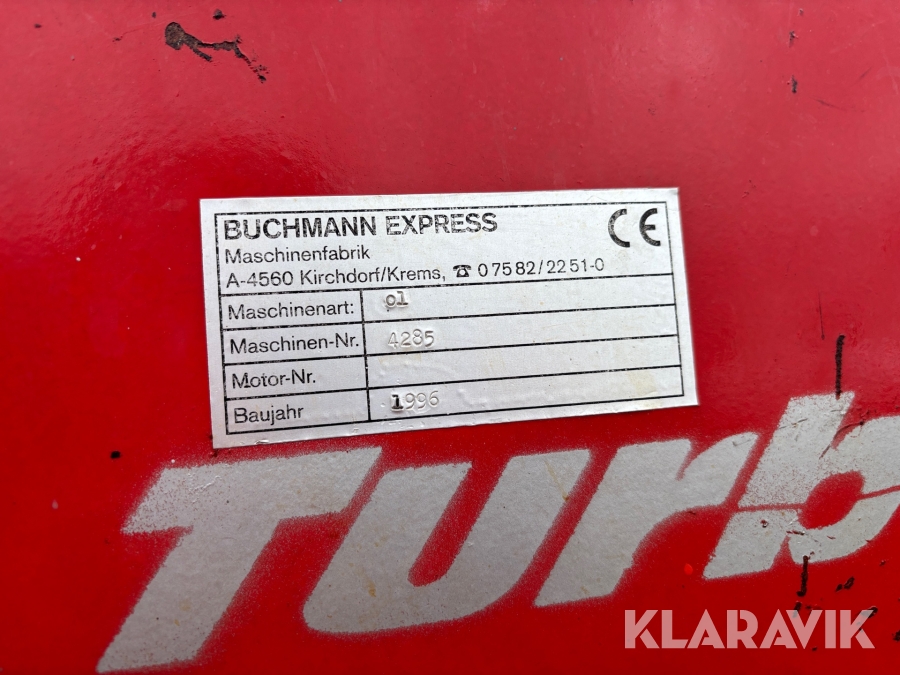 BUCHMANN EXPRESS
Maschinenfabrik
A-4560 Kirchdorf/Krems, ☎ 07582/2251-0
CE
Maschinenart: 01
Maschinen-Nr. 4285
Motor-Nr.
Baujahr 1996
Turb
KLARAVIK